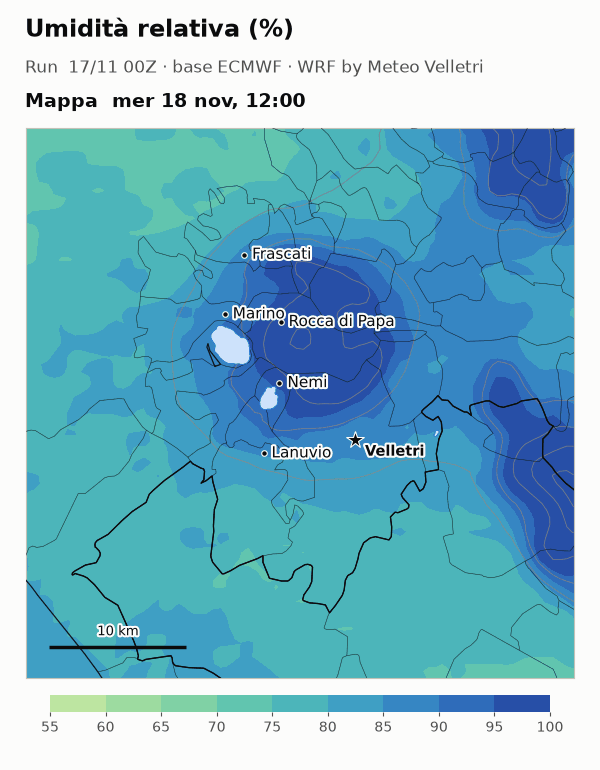 Umidità relativa (%)
Run  17/11 00Z · base ECMWF · WRF by Meteo Velletri
Mappa  mer 18 nov, 12:00
Frascati
Marino
Rocca di Papa
Nemi
Velletri
Lanuvio
10 km
55 60 65 70 75 80 85 90 95 100